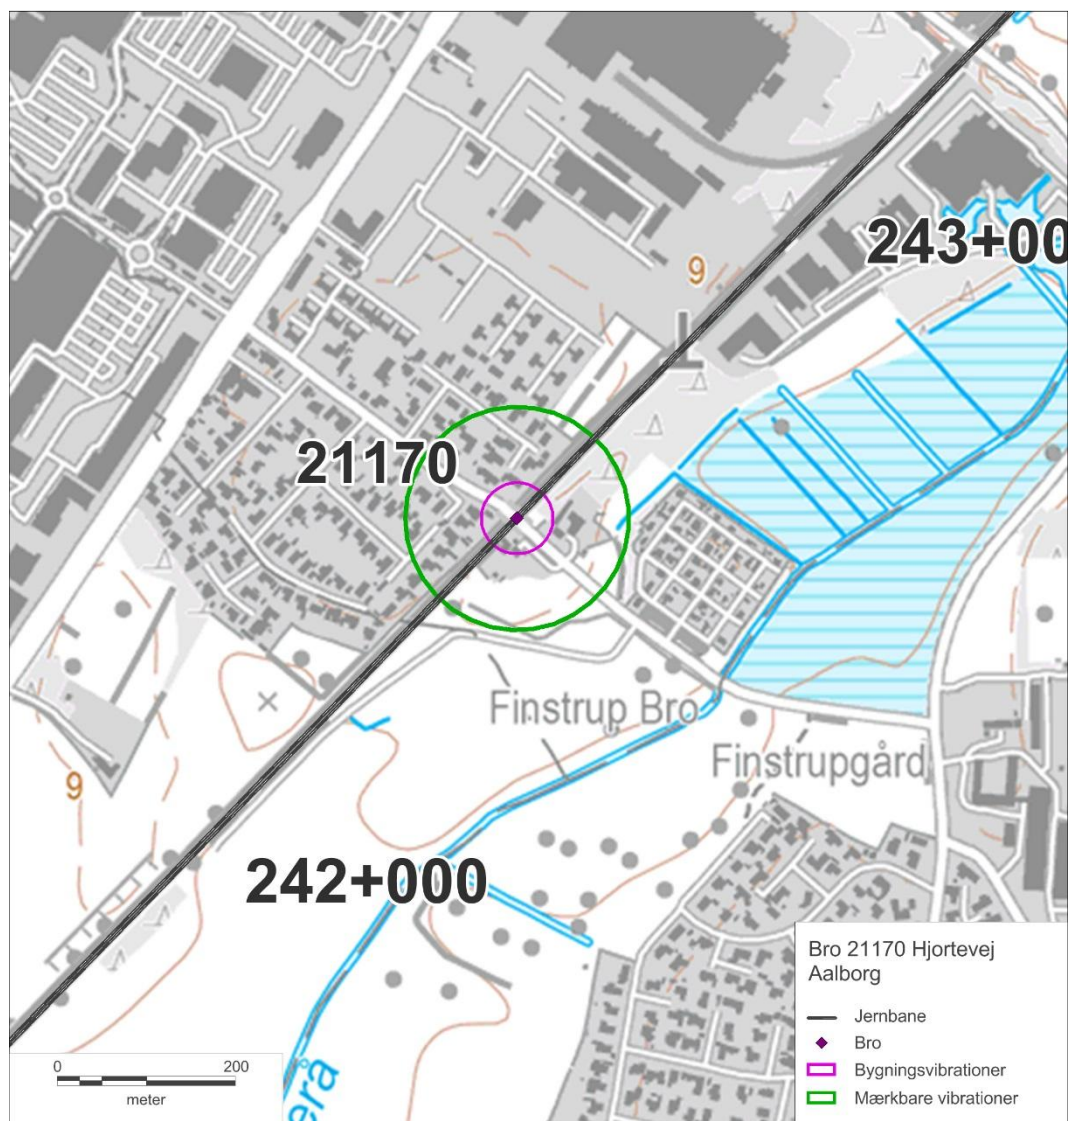 243+00
9
21170
Finstrup Bro
Finstrupgård
9
242+000
erå
Bro 21170 Hjortevej
Aalborg
Jernbane
Bro
Bygningsvibrationer
Mærkbare vibrationer
0 200
meter